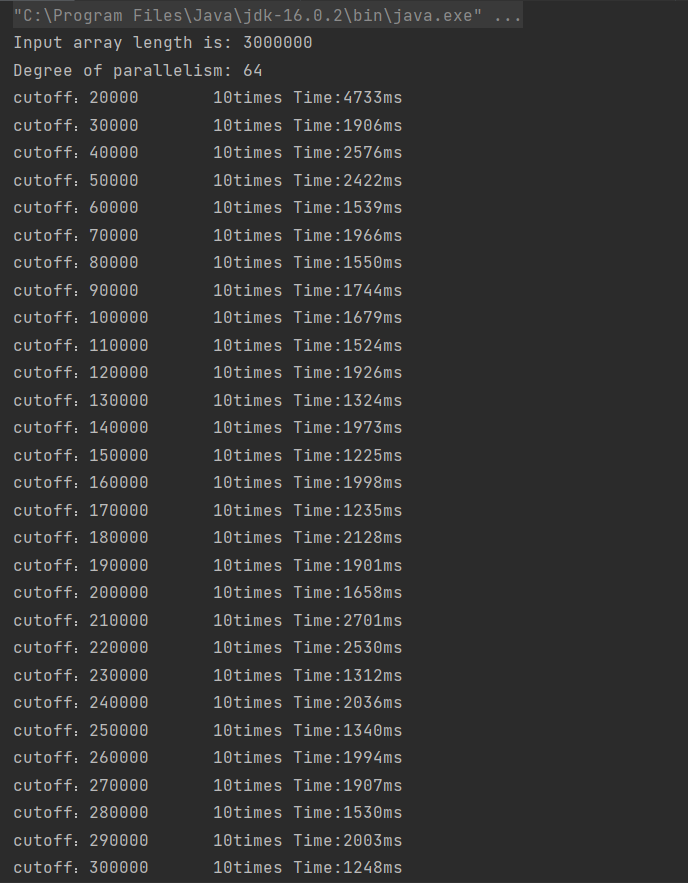 "C:\Program Files\Java\jdk-16.0.2\bin\java.exe" ...
Input array length is: 3000000
Degree of parallelism: 64
cutoff：20000 10times Time:4733ms
cutoff：30000 10times Time:1906ms
cutoff：40000 10times Time:2576ms
cutoff：50000 10times Time:2422ms
cutoff：60000 10times Time:1539ms
cutoff：70000 10times Time:1966ms
cutoff：80000 10times Time:1550ms
cutoff：90000 10times Time:1744ms
cutoff：100000 10times Time:1679ms
cutoff：110000 10times Time:1524ms
cutoff：120000 10times Time:1926ms
cutoff：130000 10times Time:1324ms
cutoff：140000 10times Time:1973ms
cutoff：150000 10times Time:1225ms
cutoff：160000 10times Time:1998ms
cutoff：170000 10times Time:1235ms
cutoff：180000 10times Time:2128ms
cutoff：190000 10times Time:1901ms
cutoff：200000 10times Time:1658ms
cutoff：210000 10times Time:2701ms
cutoff：220000 10times Time:2530ms
cutoff：230000 10times Time:1312ms
cutoff：240000 10times Time:2036ms
cutoff：250000 10times Time:1340ms
cutoff：260000 10times Time:1994ms
cutoff：270000 10times Time:1907ms
cutoff：280000 10times Time:1530ms
cutoff：290000 10times Time:2003ms
cutoff：300000 10times Time:1248ms